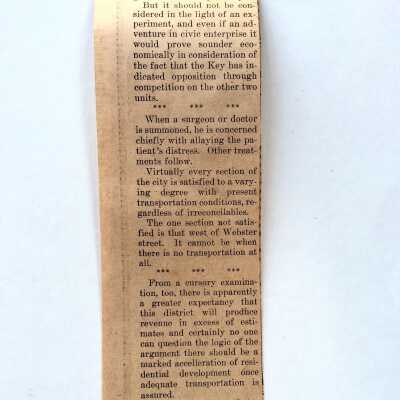 But it should not be con-
sidered in the light of an ex-
periment, and even if an ad-
venture in civic enterprise it
would prove sounder eco-
nomically in consideration of
the fact that the Key has in-
dicated opposition through
competition on the other two
units.
*** *** ***
When a surgeon or doctor
is summoned, he is concerned
chiefly with allaying the pa-
tient's distress. Other treat-
ments follow.
Virtually every section of
the city is satisfied to a vary-
ing degree with present
transportation conditions, re-
gardless of irreconcilables.
The one section not satis-
fied is that west of Webster
street. It cannot be when
there is no transportation at
all.
*** *** ***
From a cursory examina-
tion, too, there is apparently
a greater expectancy that
this district will produce
revenue in excess of esti-
mates and certainly no one
can question the logic of the
argument there should be a
marked accelleration of resi-
dential development once
adequate transportation is
assured.